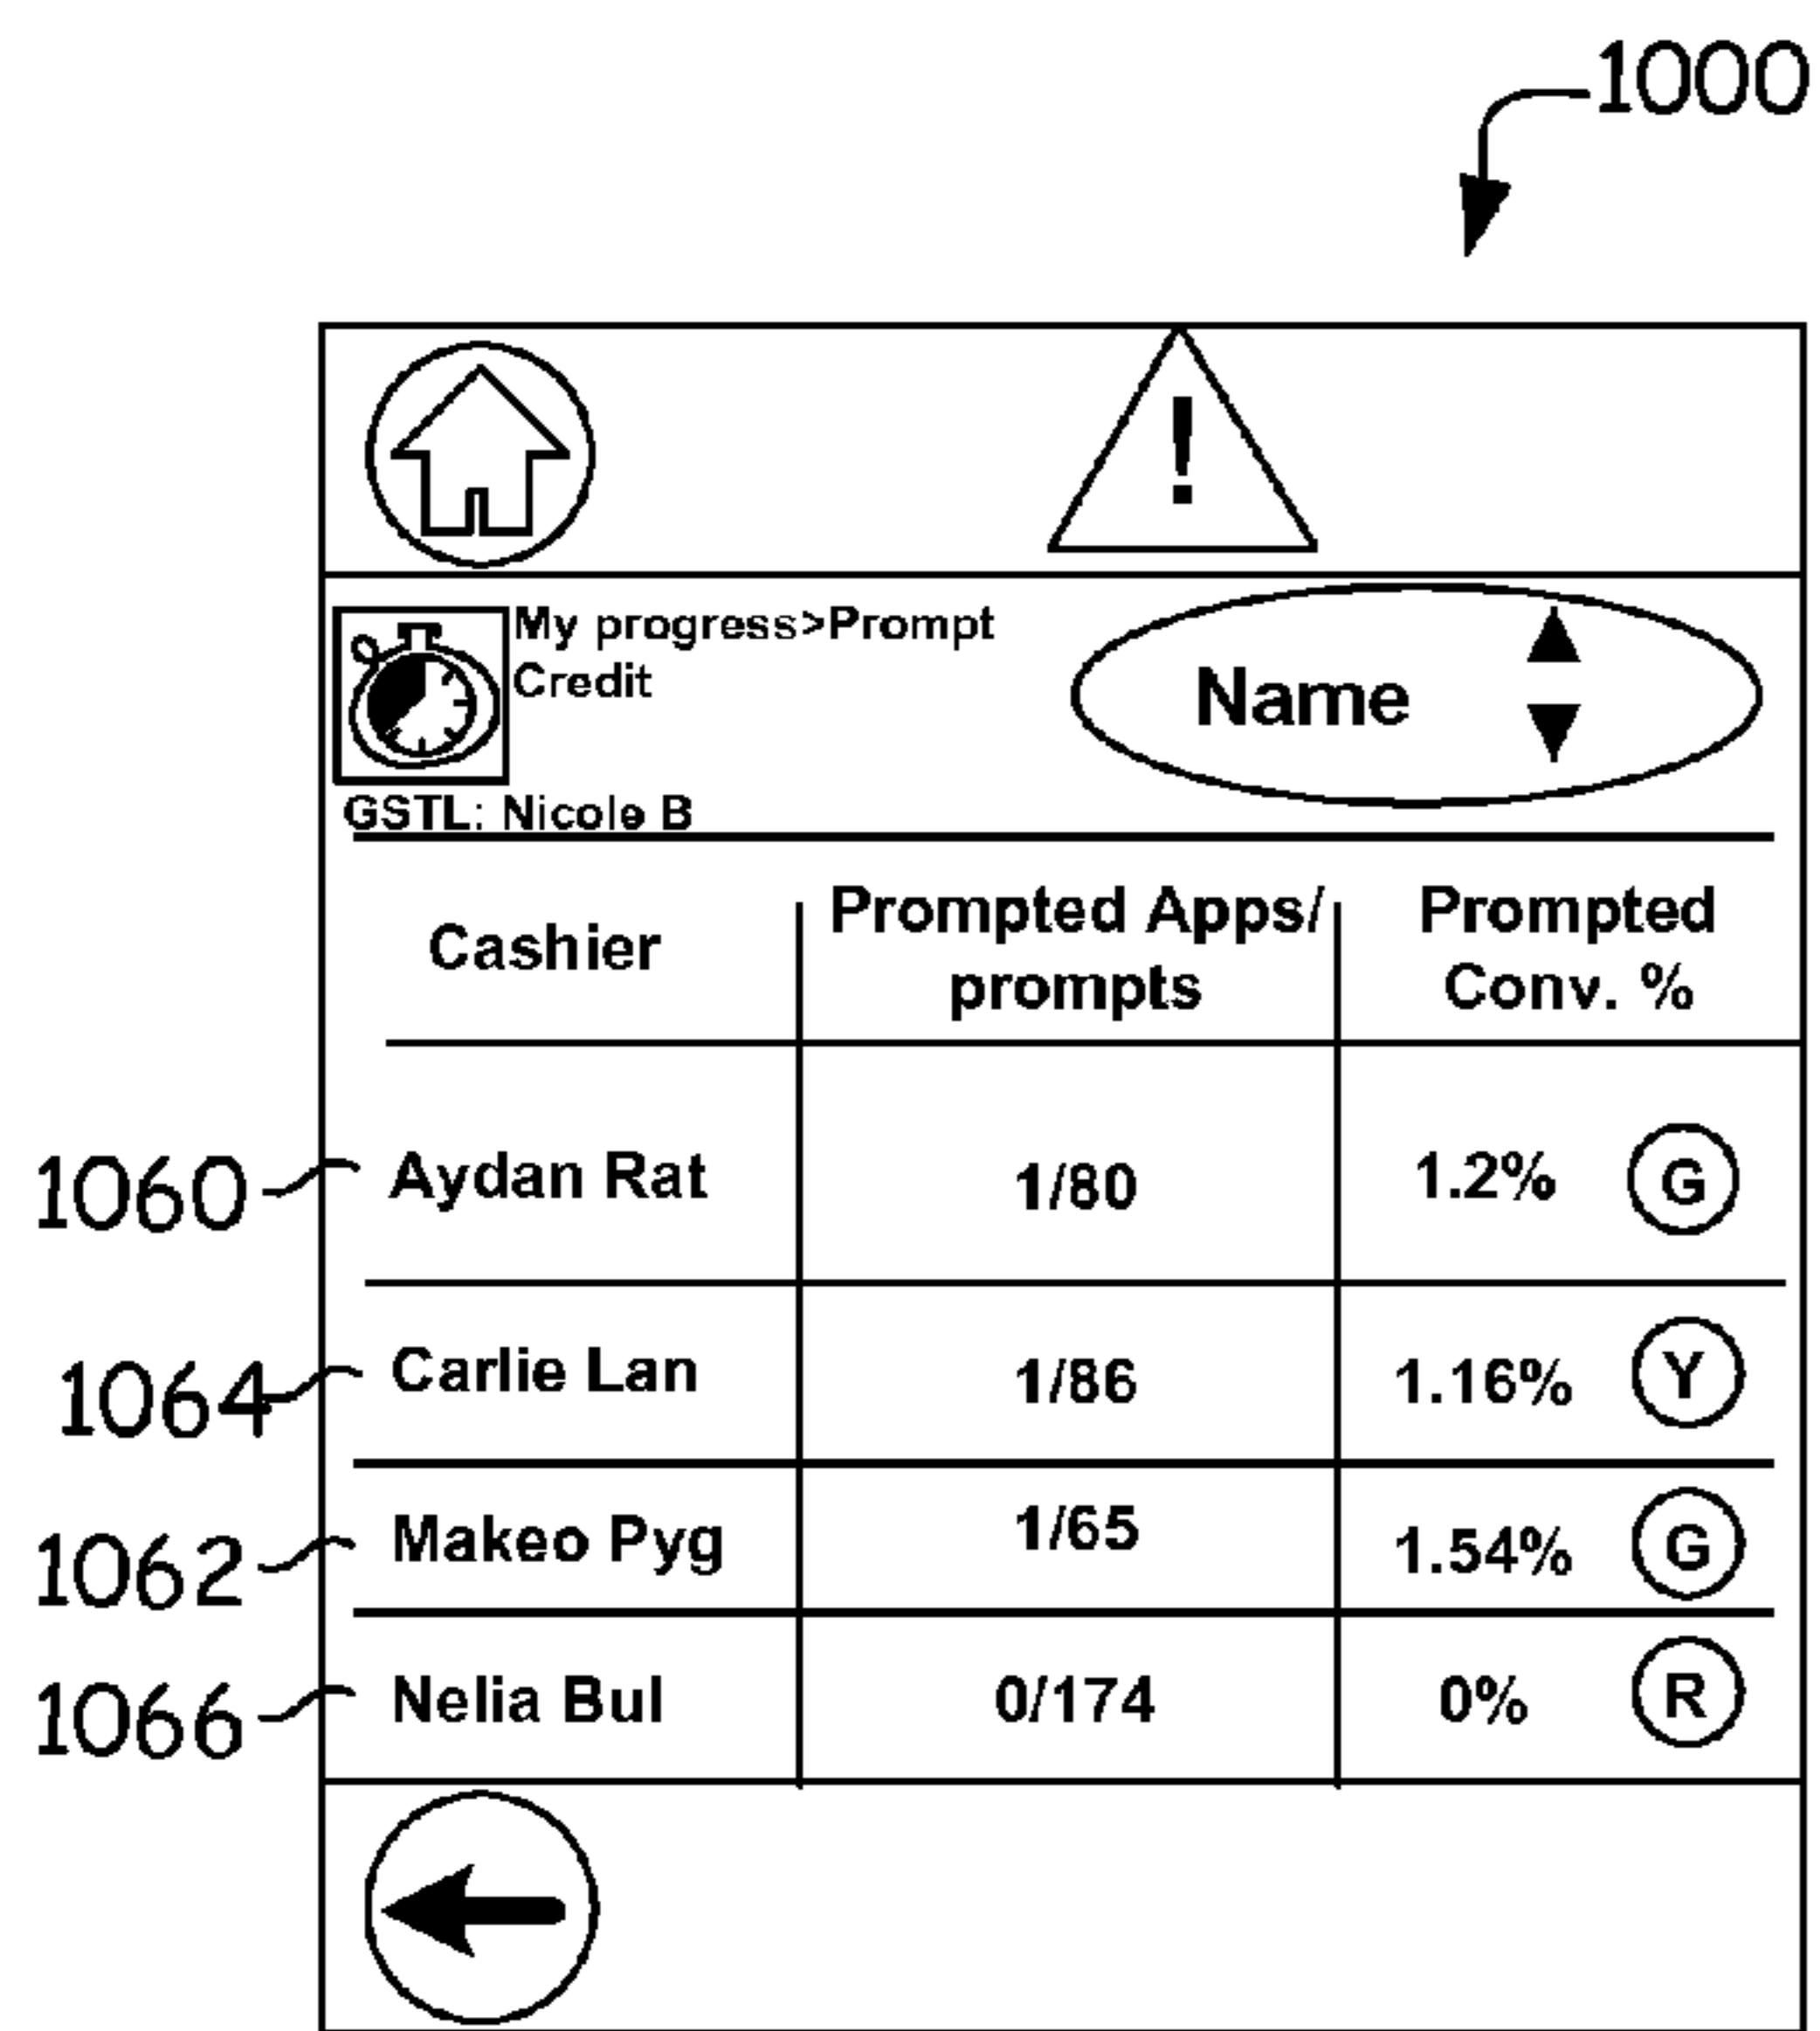 1000
!
My progress>Prompt
Credit
Name
GSTL: Nicole B
Cashier
Prompted Apps/
prompts
Prompted
Conv. %
1060 Aydan Rat 1/80 1.2% G
1064 Carlie Lan 1/86 1.16% Y
1062 Makeo Pyg 1/65 1.54% G
1066 Nelia Bul 0/174 0% R